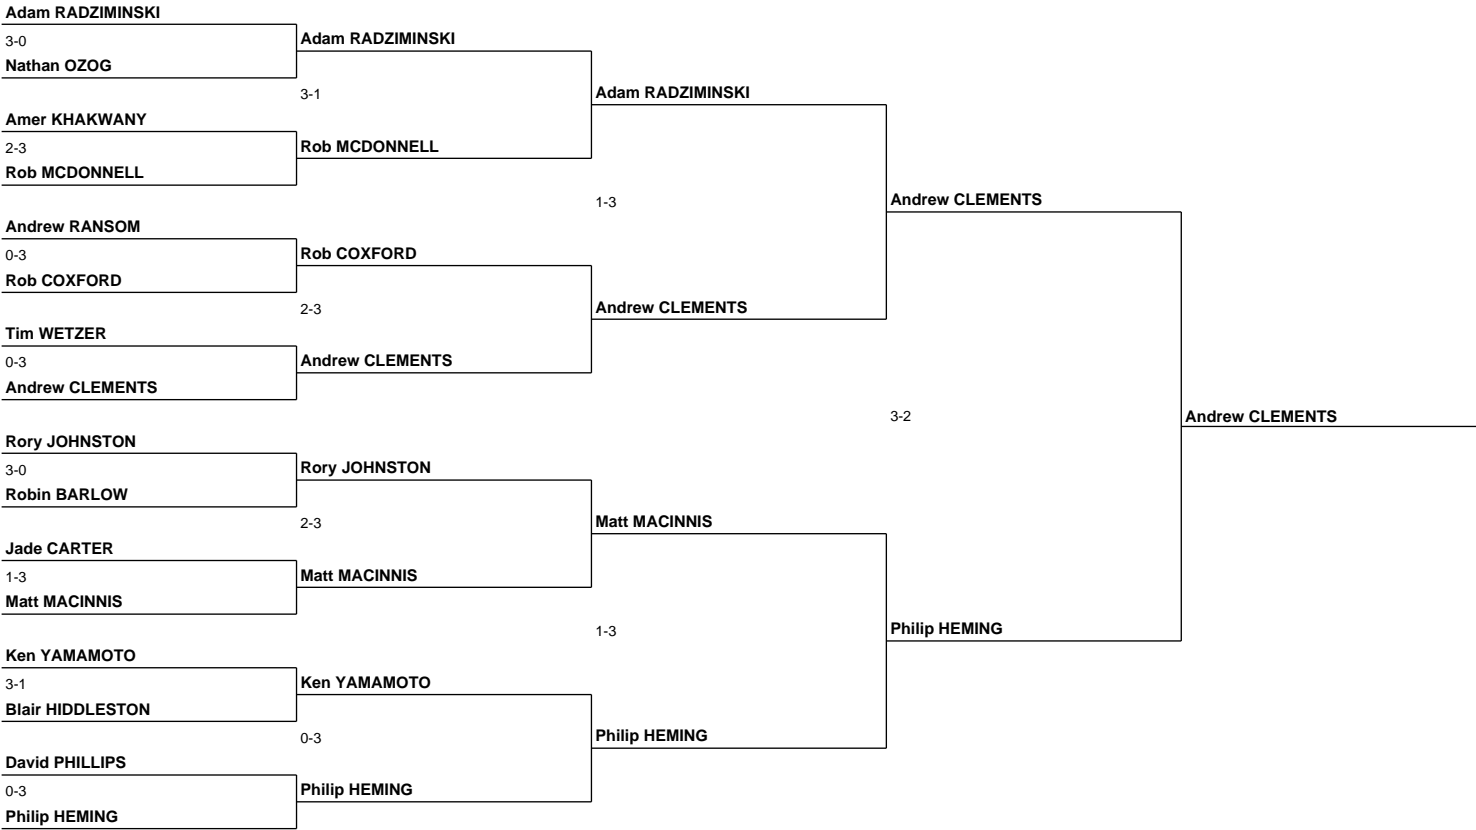 Adam RADZIMINSKI
3-0
Nathan OZOG
Amer KHAKWANY
2-3
Rob MCDONNELL
Andrew RANSOM
0-3
Rob COXFORD
Tim WETZER
0-3
Andrew CLEMENTS
Rory JOHNSTON
3-0
Robin BARLOW
Jade CARTER
1-3
Matt MACINNIS
Ken YAMAMOTO
3-1
Blair HIDDLESTON
David PHILLIPS
0-3
Philip HEMING
Adam RADZIMINSKI
3-1
Rob MCDONNELL
Rob COXFORD
2-3
Andrew CLEMENTS
Rory JOHNSTON
2-3
Matt MACINNIS
Ken YAMAMOTO
0-3
Philip HEMING
Adam RADZIMINSKI
1-3
Andrew CLEMENTS
Matt MACINNIS
1-3
Philip HEMING
Andrew CLEMENTS
3-2
Philip HEMING
Andrew CLEMENTS